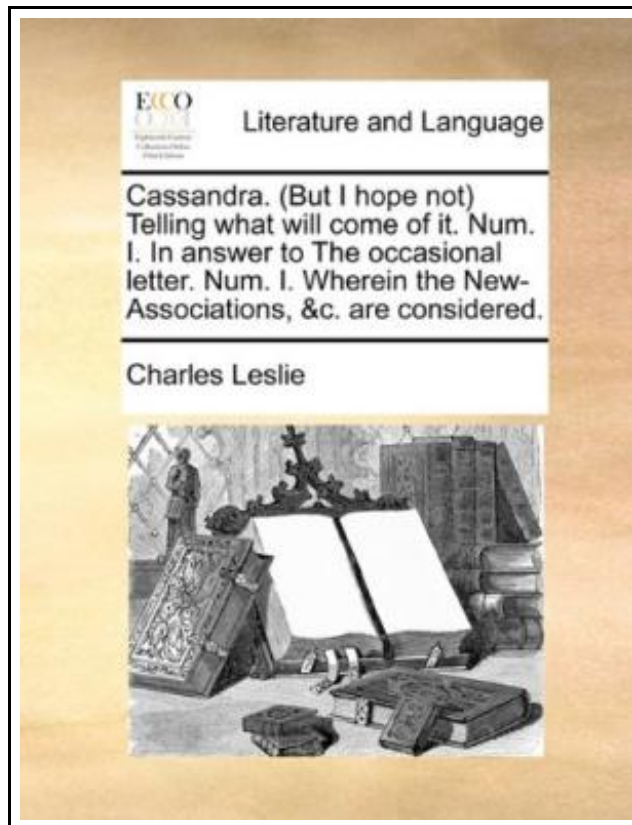 ECCO
Literature and Language
Cassandra. (But I hope not)
Telling what will come of it. Num.
I. In answer to The occasional
letter. Num. I. Wherein the New-
Associations, &c. are considered.
Charles Leslie